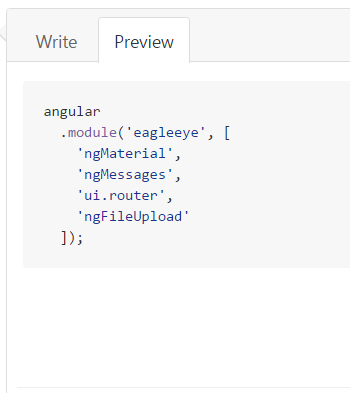 Write Preview
angular
.module('eagleeye', [
'ngMaterial',
'ngMessages',
'ui.router',
'ngFileUpload'
]);